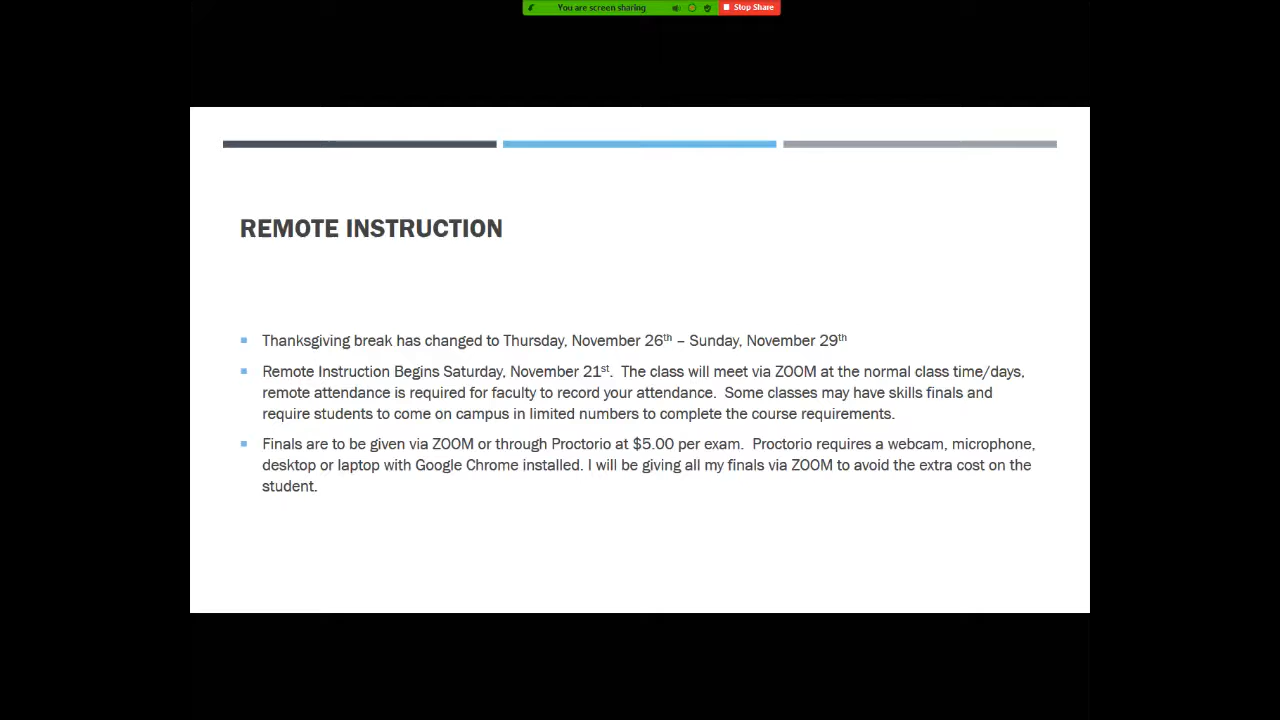 You are screen sharing
Stop Share
REMOTE INSTRUCTION
Thanksgiving break has changed to Thursday, November 26th – Sunday, November 29th
Remote Instruction Begins Saturday, November 21st.  The class will meet via ZOOM at the normal class time/days,
remote attendance is required for faculty to record your attendance.  Some classes may have skills finals and
require students to come on campus in limited numbers to complete the course requirements.
Finals are to be given via ZOOM or through Proctorio at $5.00 per exam.  Proctorio requires a webcam, microphone,
desktop or laptop with Google Chrome installed. I will be giving all my finals via ZOOM to avoid the extra cost on the
student.